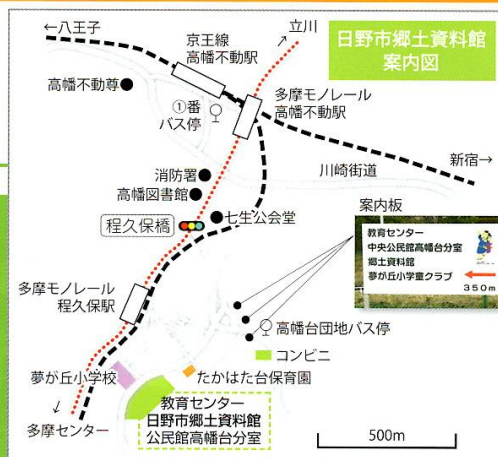 日野市郷土資料館
案内図
←八王子
立川
京王線
高幡不動駅
高幡不動尊
①番
バス停
多摩モノレール
高幡不動駅
新宿→
川崎街道
消防署
高幡図書館
程久保橋
七生公会堂
案内板
教育センター
中央公民館高幡台分室
郷土資料館
夢が丘小学童クラブ
350m
多摩モノレール
程久保駅
高幡台団地バス停
コンビニ
夢が丘小学校
たかはた台保育園
教育センター
日野市郷土資料館
公民館高幡台分室
多摩センター
500m